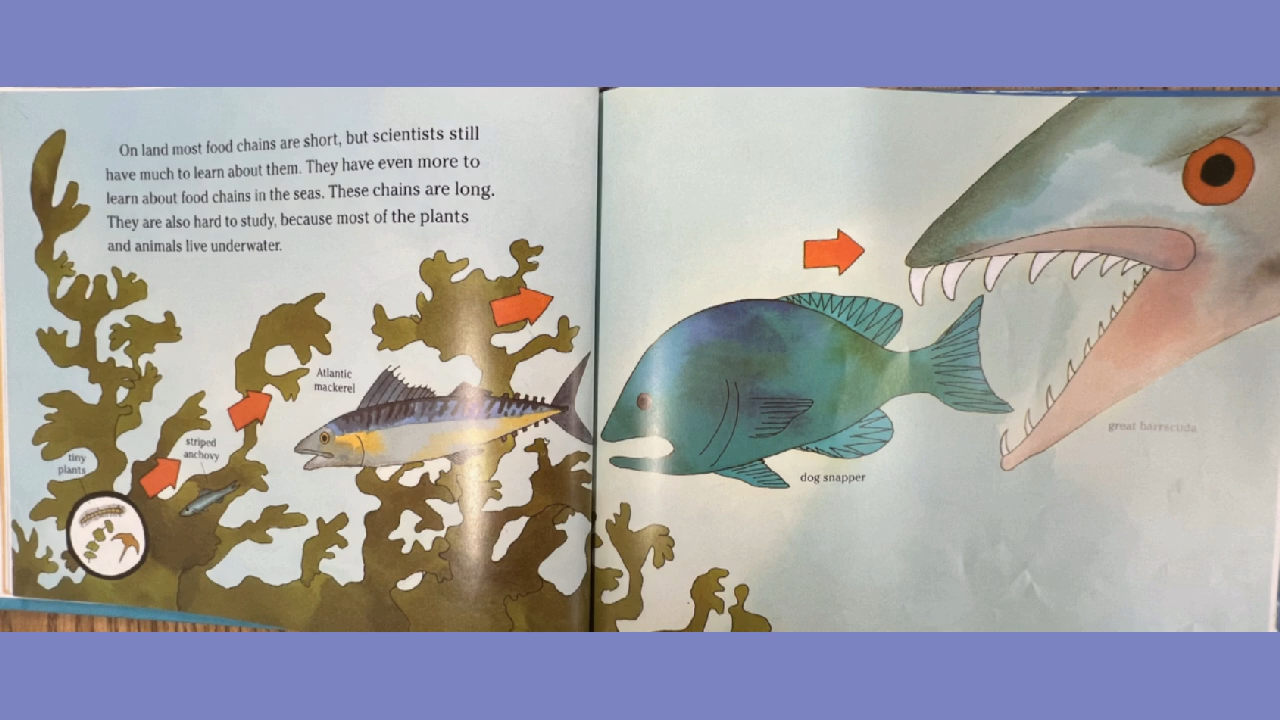 On land most food chains are short, but scientists still
have much to learn about them. They have even more to
learn about food chains in the seas. These chains are long.
They are also hard to study, because most of the plants
and animals live underwater.
tiny
plants
striped
anchovy
Atlantic
mackerel
dog snapper
great barracuda